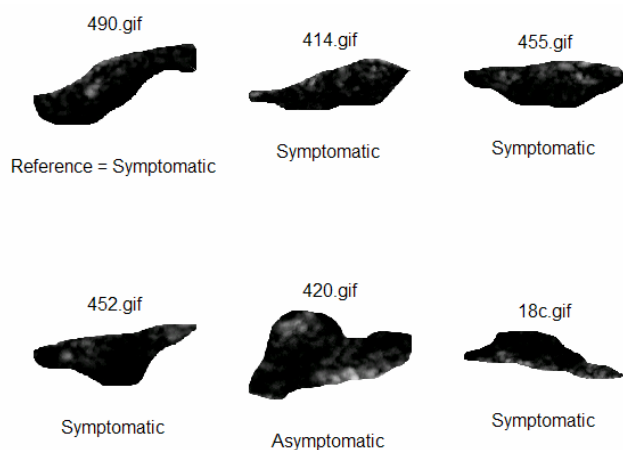 490.gif
414.gif
455.gif
Reference = Symptomatic
Symptomatic
Symptomatic
452.gif
420.gif
18c.gif
Symptomatic
Asymptomatic
Symptomatic